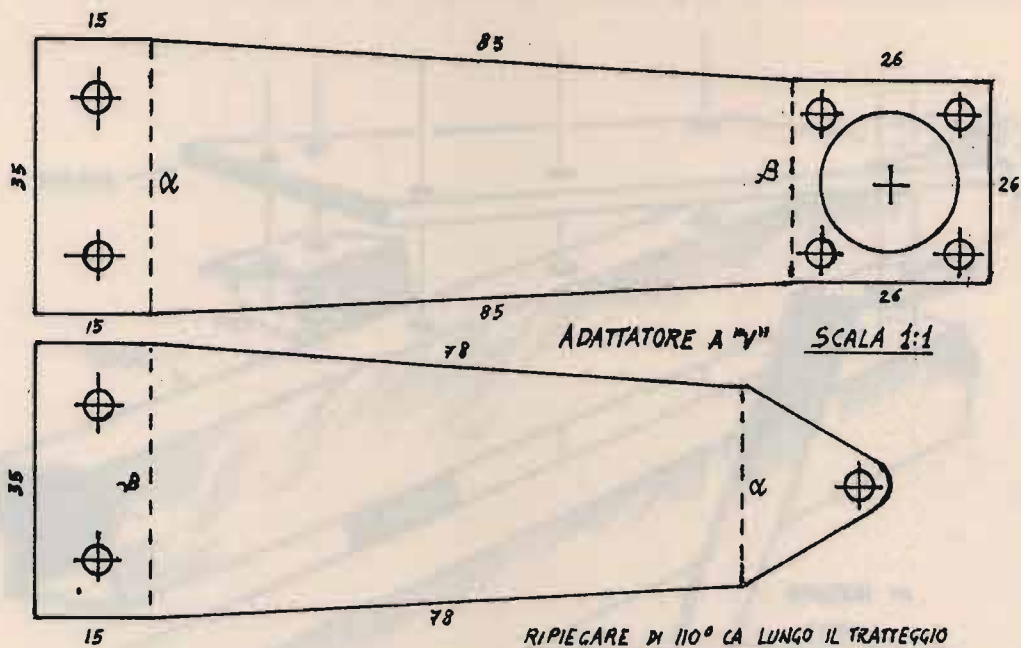 15
85
26
35
α
β
26
85
26
ADATTATORE A "V" SCALA 1:1
15
78
35
β
α
15
78
RIPIEGARE DI 110° CA LUNGO IL TRATTEGGIO